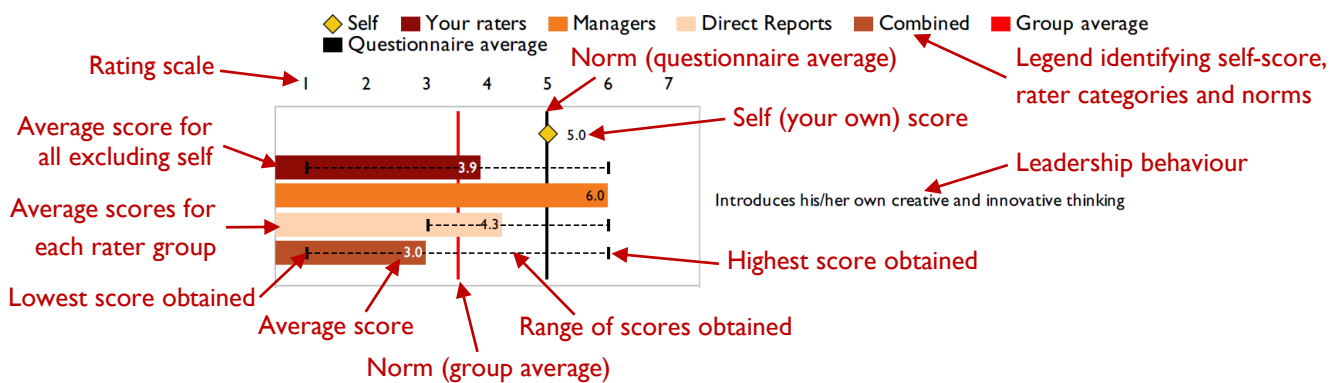 Self Your raters Managers Direct Reports Combined Group average
Questionnaire average
Rating scale
Norm (questionnaire average)
Legend identifying self-score,
rater categories and norms
1 2 3 4 5 6 7
Average score for
all excluding self
5.0
Self (your own) score
3.9
Leadership behaviour
6.0
Introduces his/her own creative and innovative thinking
Average scores for
each rater group
4.3
3.0
Highest score obtained
Lowest score obtained
Average score
Range of scores obtained
Norm (group average)